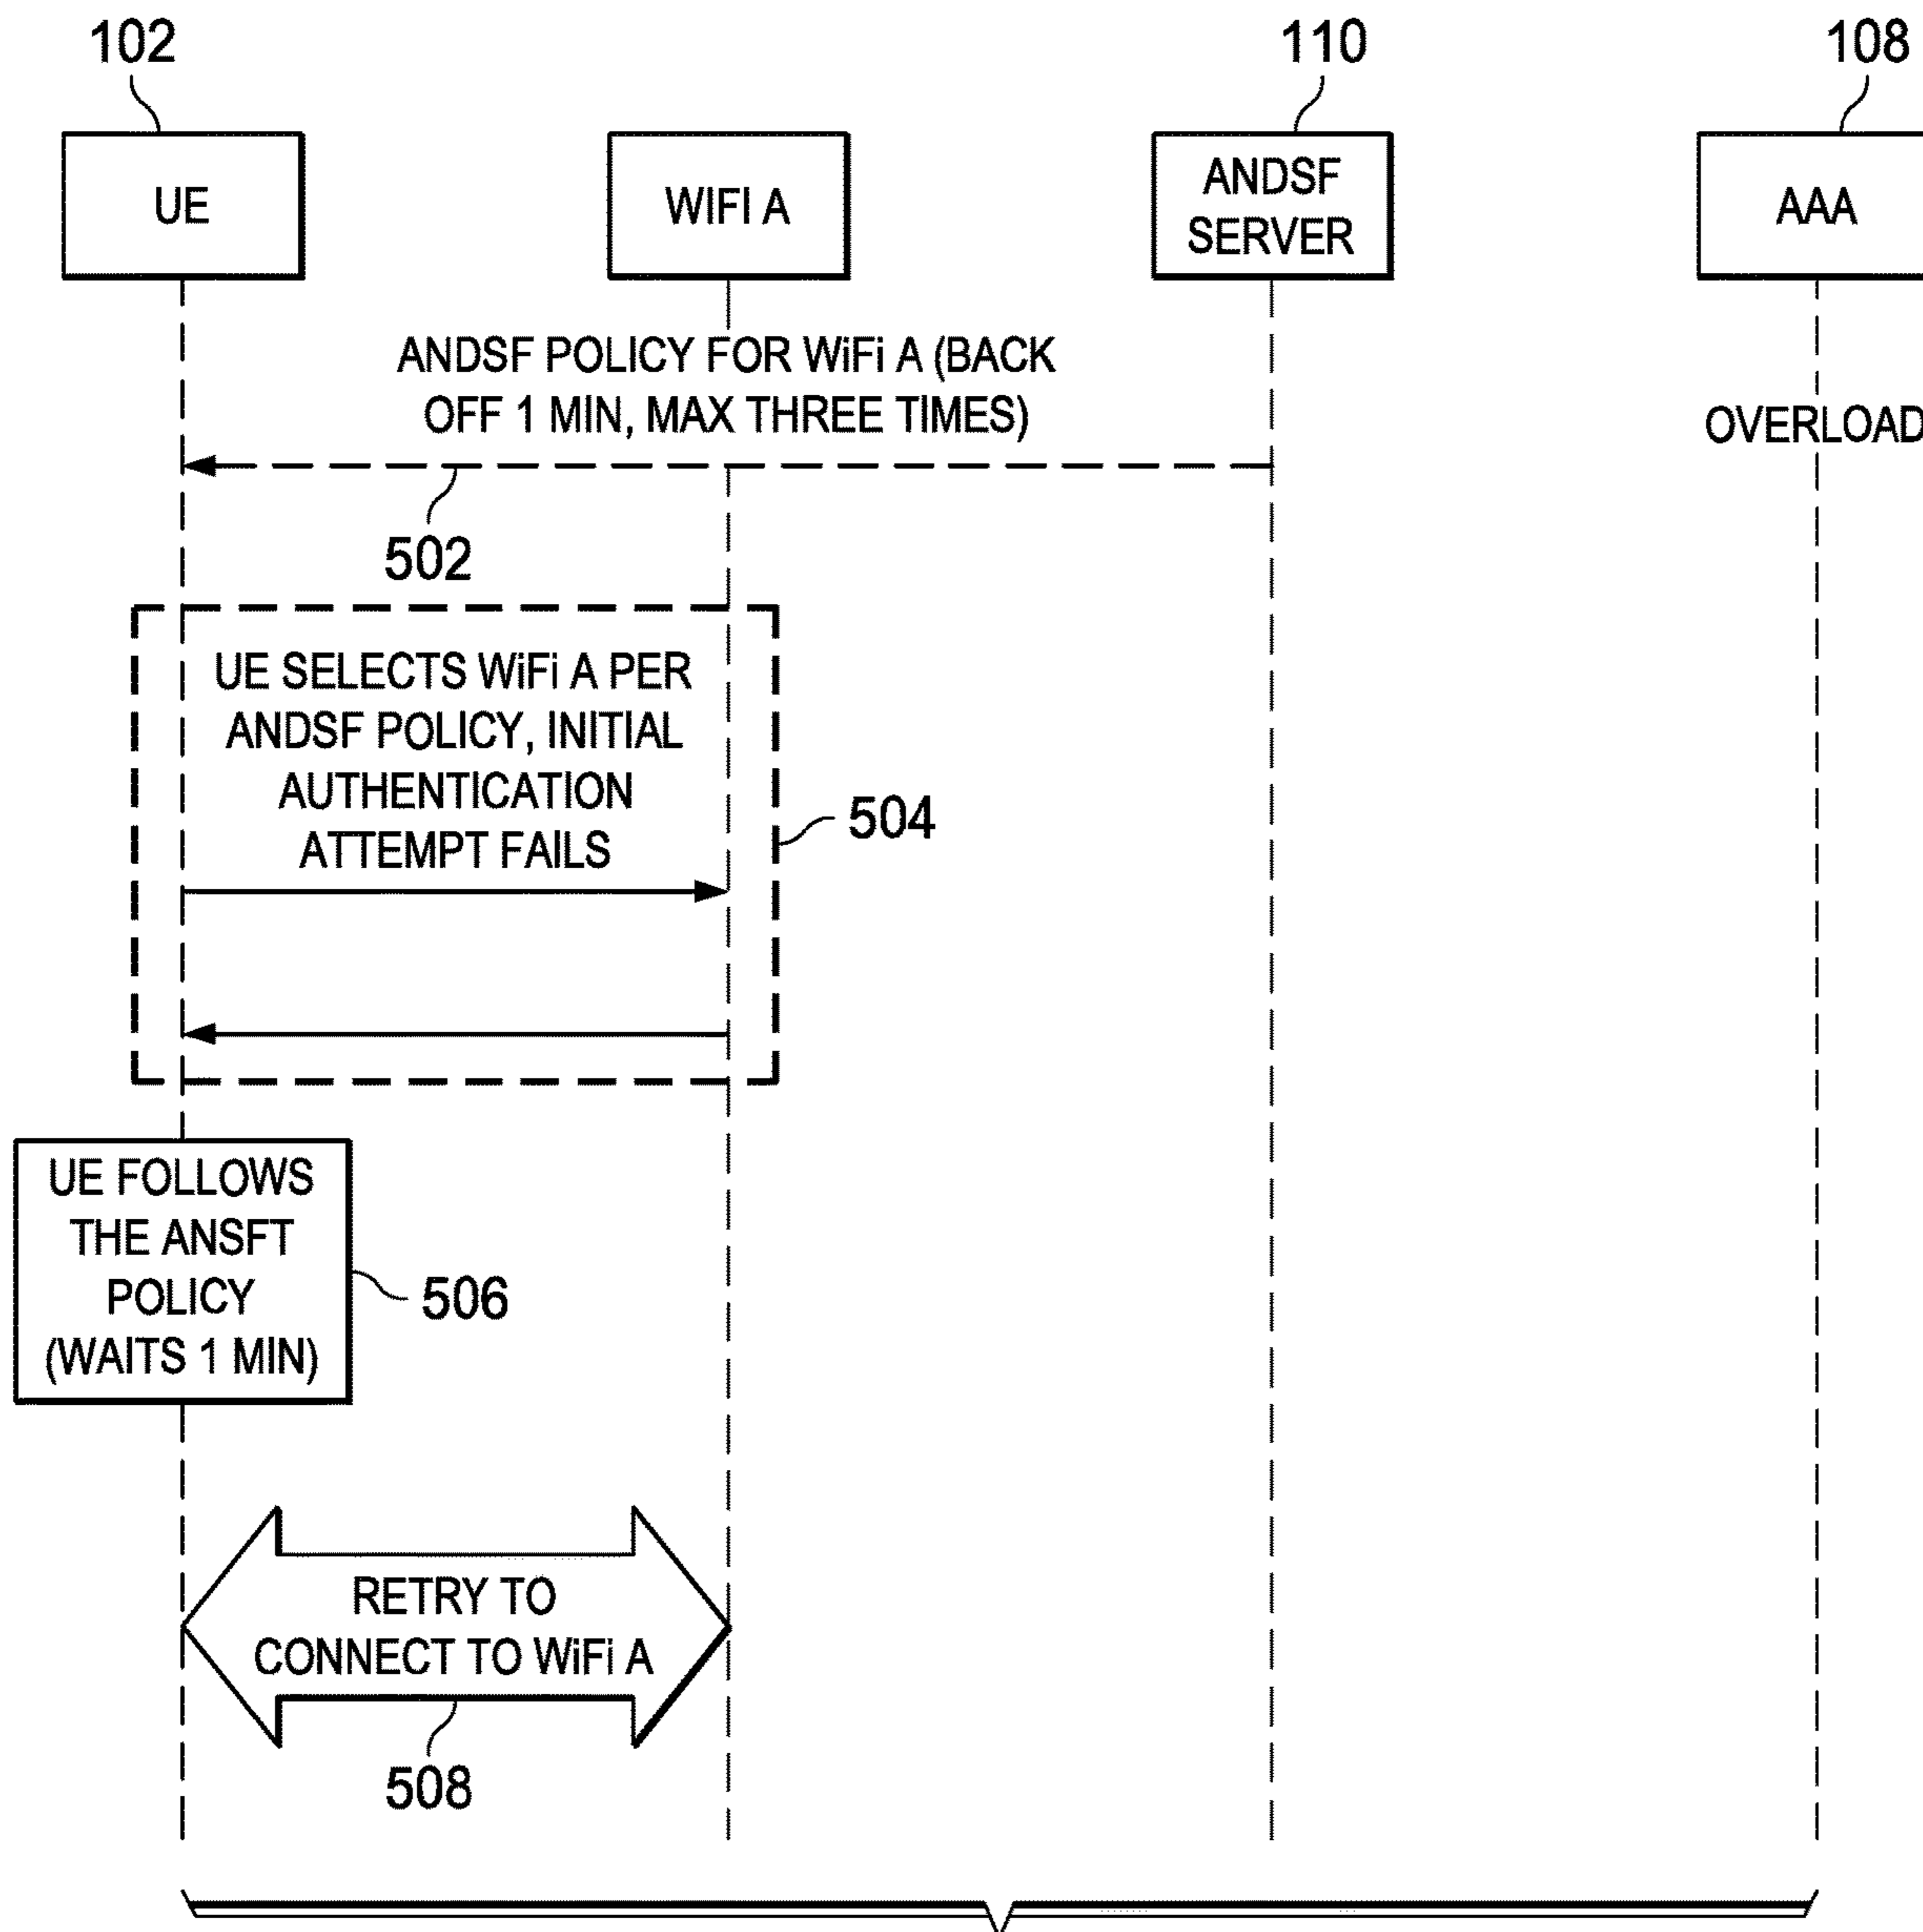 102
110
108
UE
WIFI A
ANDSF
SERVER
AAA
ANDSF POLICY FOR WiFi A (BACK
OFF 1 MIN, MAX THREE TIMES)
OVERLOAD
502
UE SELECTS WiFi A PER
ANDSF POLICY, INITIAL
AUTHENTICATION
ATTEMPT FAILS
504
UE FOLLOWS
THE ANSFT
POLICY
(WAITS 1 MIN)
506
RETRY TO
CONNECT TO WiFi A
508